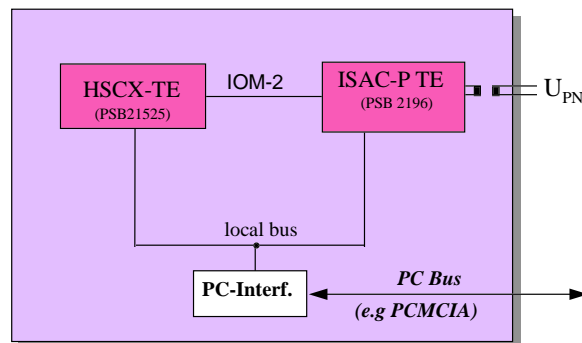 HSCX-TE
(PSB21525)
IOM-2
ISAC-P TE
(PSB 2196)
UPN
local bus
PC-Interf.
PC Bus
(e.g PCMCIA)